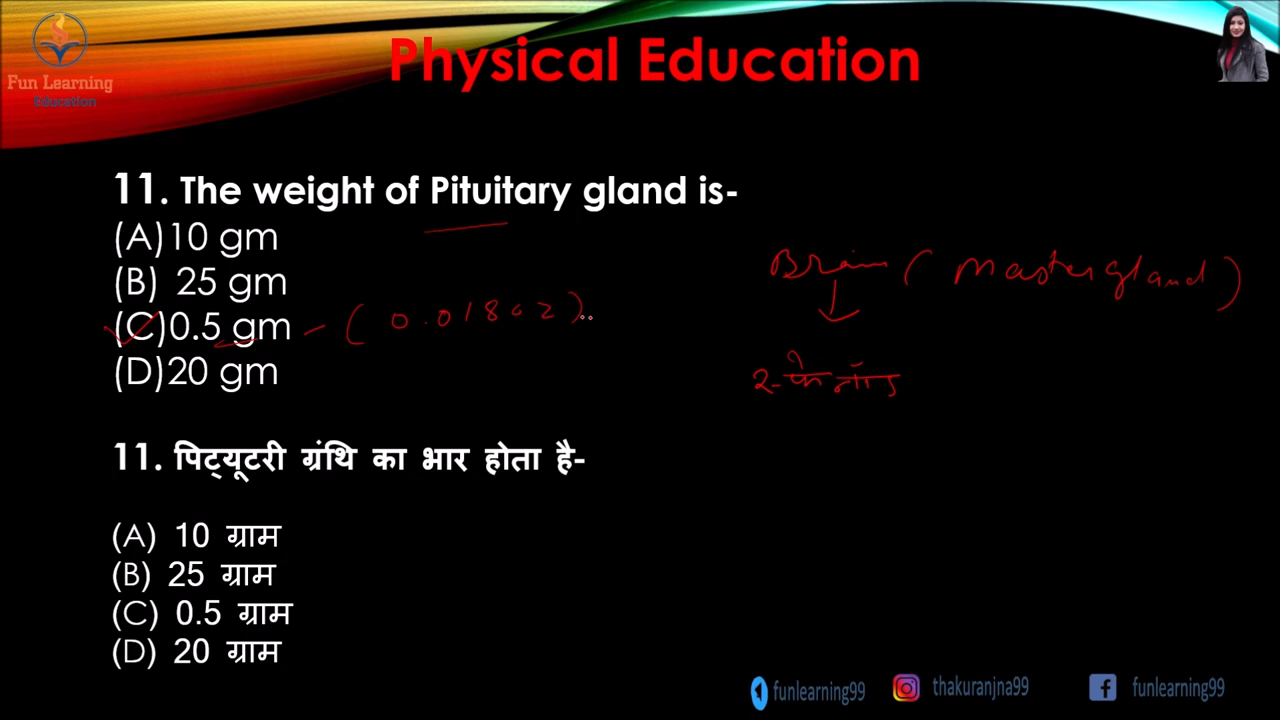 Physical Education
Fun Learning
Education
11. The weight of Pituitary gland is-
(A)10 gm
(B) 25 gm
(C)0.5 gm - (0.01802)
(D)20 gm
Brain (Master gland)
11. पिट्यूटरी ग्रंथि का भार होता है-
(A) 10 ग्राम
(B) 25 ग्राम
(C) 0.5 ग्राम
(D) 20 ग्राम
funlearning99
thakuranjna99
funlearning99